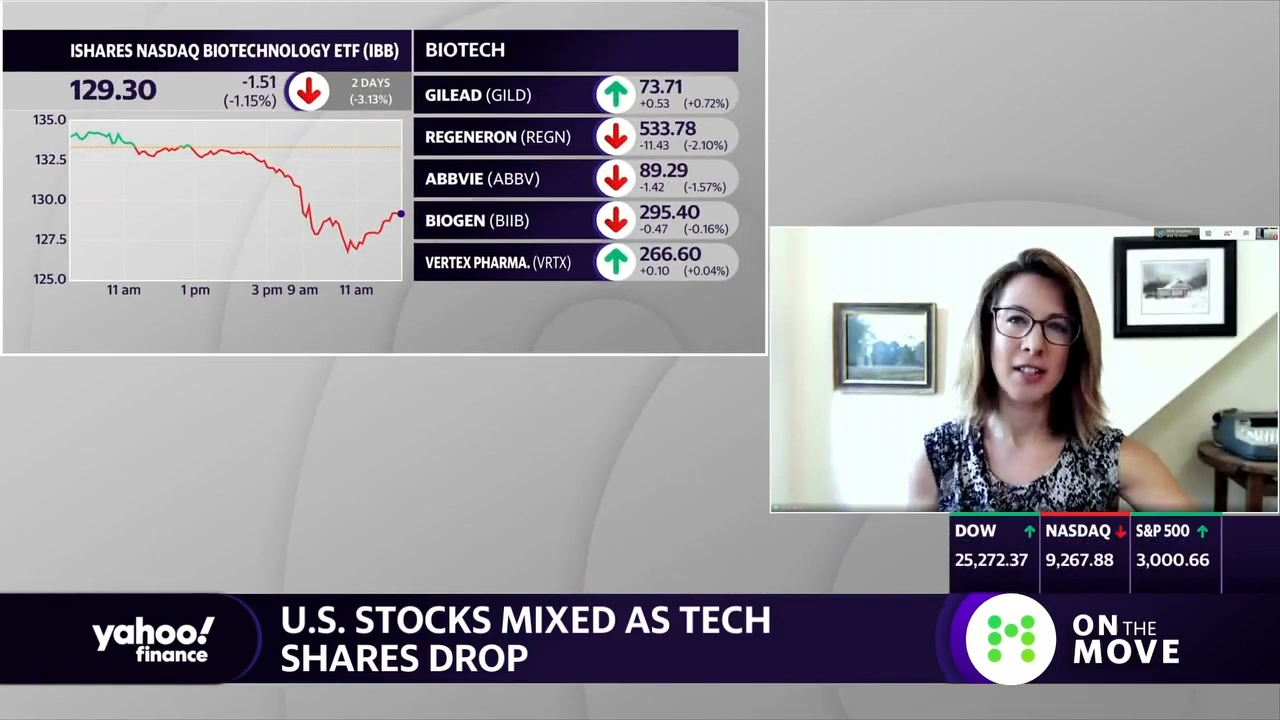 ISHARES NASDAQ BIOTECHNOLOGY ETF (IBB)
129.30
-1.51
(-1.15%)
2 DAYS
(-3.13%)
135.0
132.5
130.0
127.5
125.0
11 am
1 pm
3 pm
9 am
11 am
BIOTECH
GILEAD (GILD)
73.71
+0.53 (+0.72%)
REGENERON (REGN)
533.78
-11.43 (-2.10%)
ABBVIE (ABBV)
89.29
-1.42 (-1.57%)
BIOGEN (BIIB)
295.40
-0.47 (-0.16%)
VERTEX PHARMA. (VRTX)
266.60
+0.10 (+0.04%)
DOW
25,272.37
NASDAQ
9,267.88
S&P 500
3,000.66
yahoo!
finance
U.S. STOCKS MIXED AS TECH
SHARES DROP
ON THE
MOVE